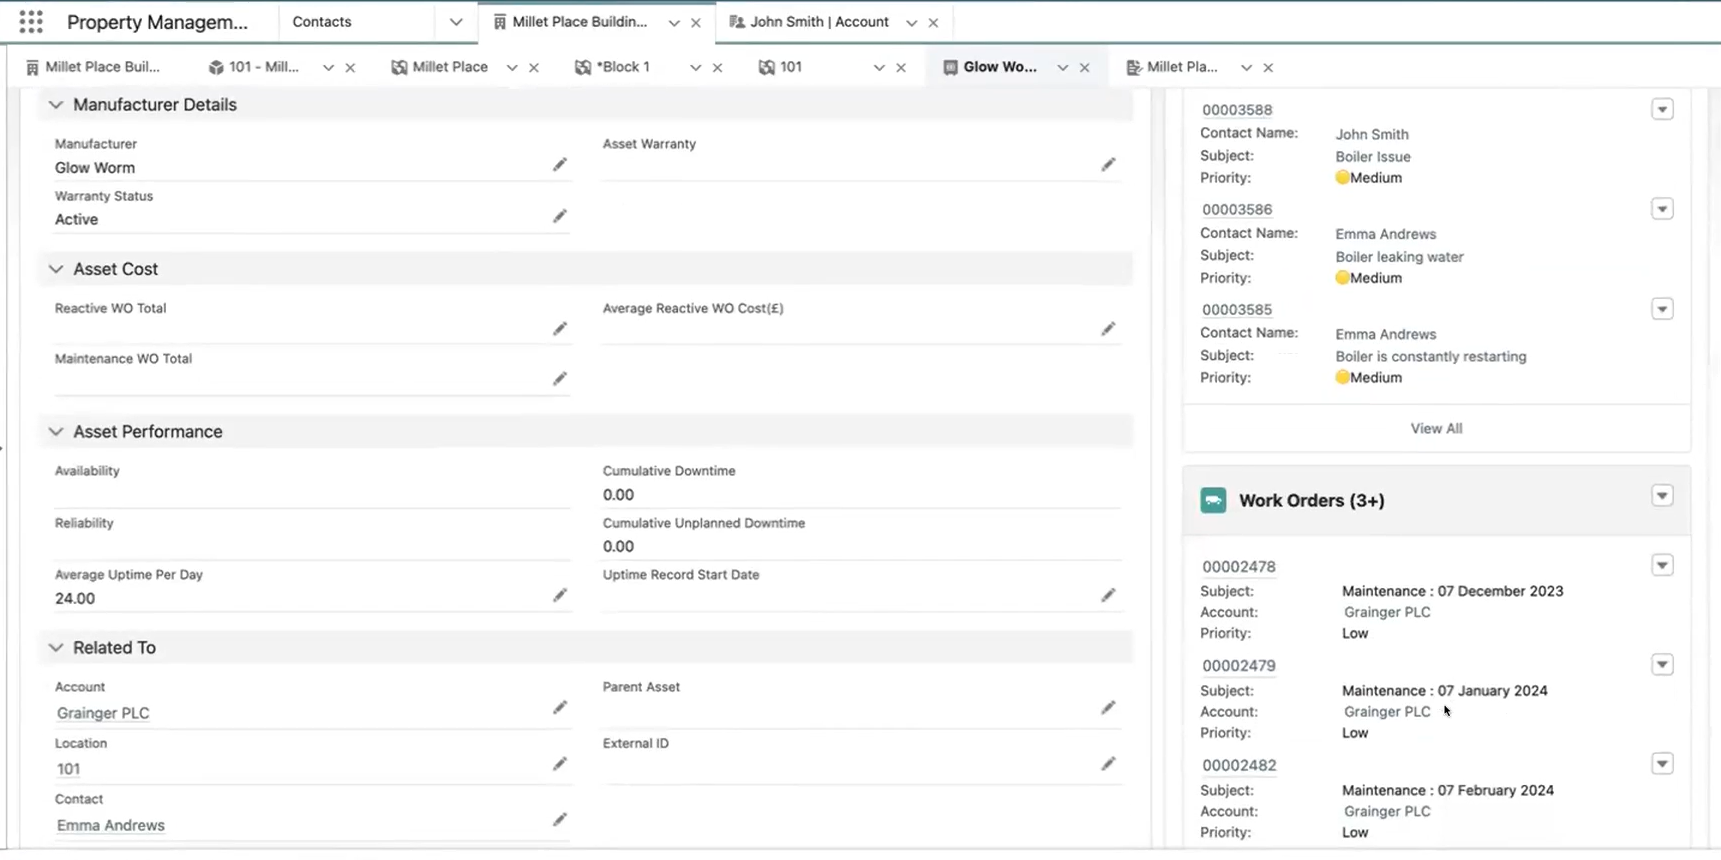 Property Managem...
Contacts
Millet Place Buildin...
John Smith | Account
Millet Place Buil...
101 - Mill...
Millet Place
*Block 1
101
Glow Wo...
Millet Pla...
Manufacturer Details
Manufacturer
Glow Worm
Asset Warranty
Warranty Status
Active
Asset Cost
Reactive WO Total
Average Reactive WO Cost(£)
Maintenance WO Total
Asset Performance
Availability
Cumulative Downtime
0.00
Reliability
Cumulative Unplanned Downtime
0.00
Average Uptime Per Day
24.00
Uptime Record Start Date
Related To
Account
Grainger PLC
Parent Asset
Location
101
External ID
Contact
Emma Andrews
00003588
Contact Name: John Smith
Subject: Boiler Issue
Priority: Medium
00003586
Contact Name: Emma Andrews
Subject: Boiler leaking water
Priority: Medium
00003585
Contact Name: Emma Andrews
Subject: Boiler is constantly restarting
Priority: Medium
View All
Work Orders (3+)
00002478
Subject: Maintenance : 07 December 2023
Account: Grainger PLC
Priority: Low
00002479
Subject: Maintenance : 07 January 2024
Account: Grainger PLC
Priority: Low
00002482
Subject: Maintenance : 07 February 2024
Account: Grainger PLC
Priority: Low